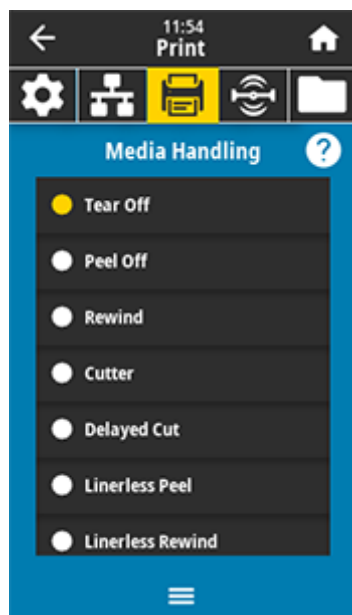 11:54
Print
Media Handling
?
Tear Off
Peel Off
Rewind
Cutter
Delayed Cut
Linerless Peel
Linerless Rewind